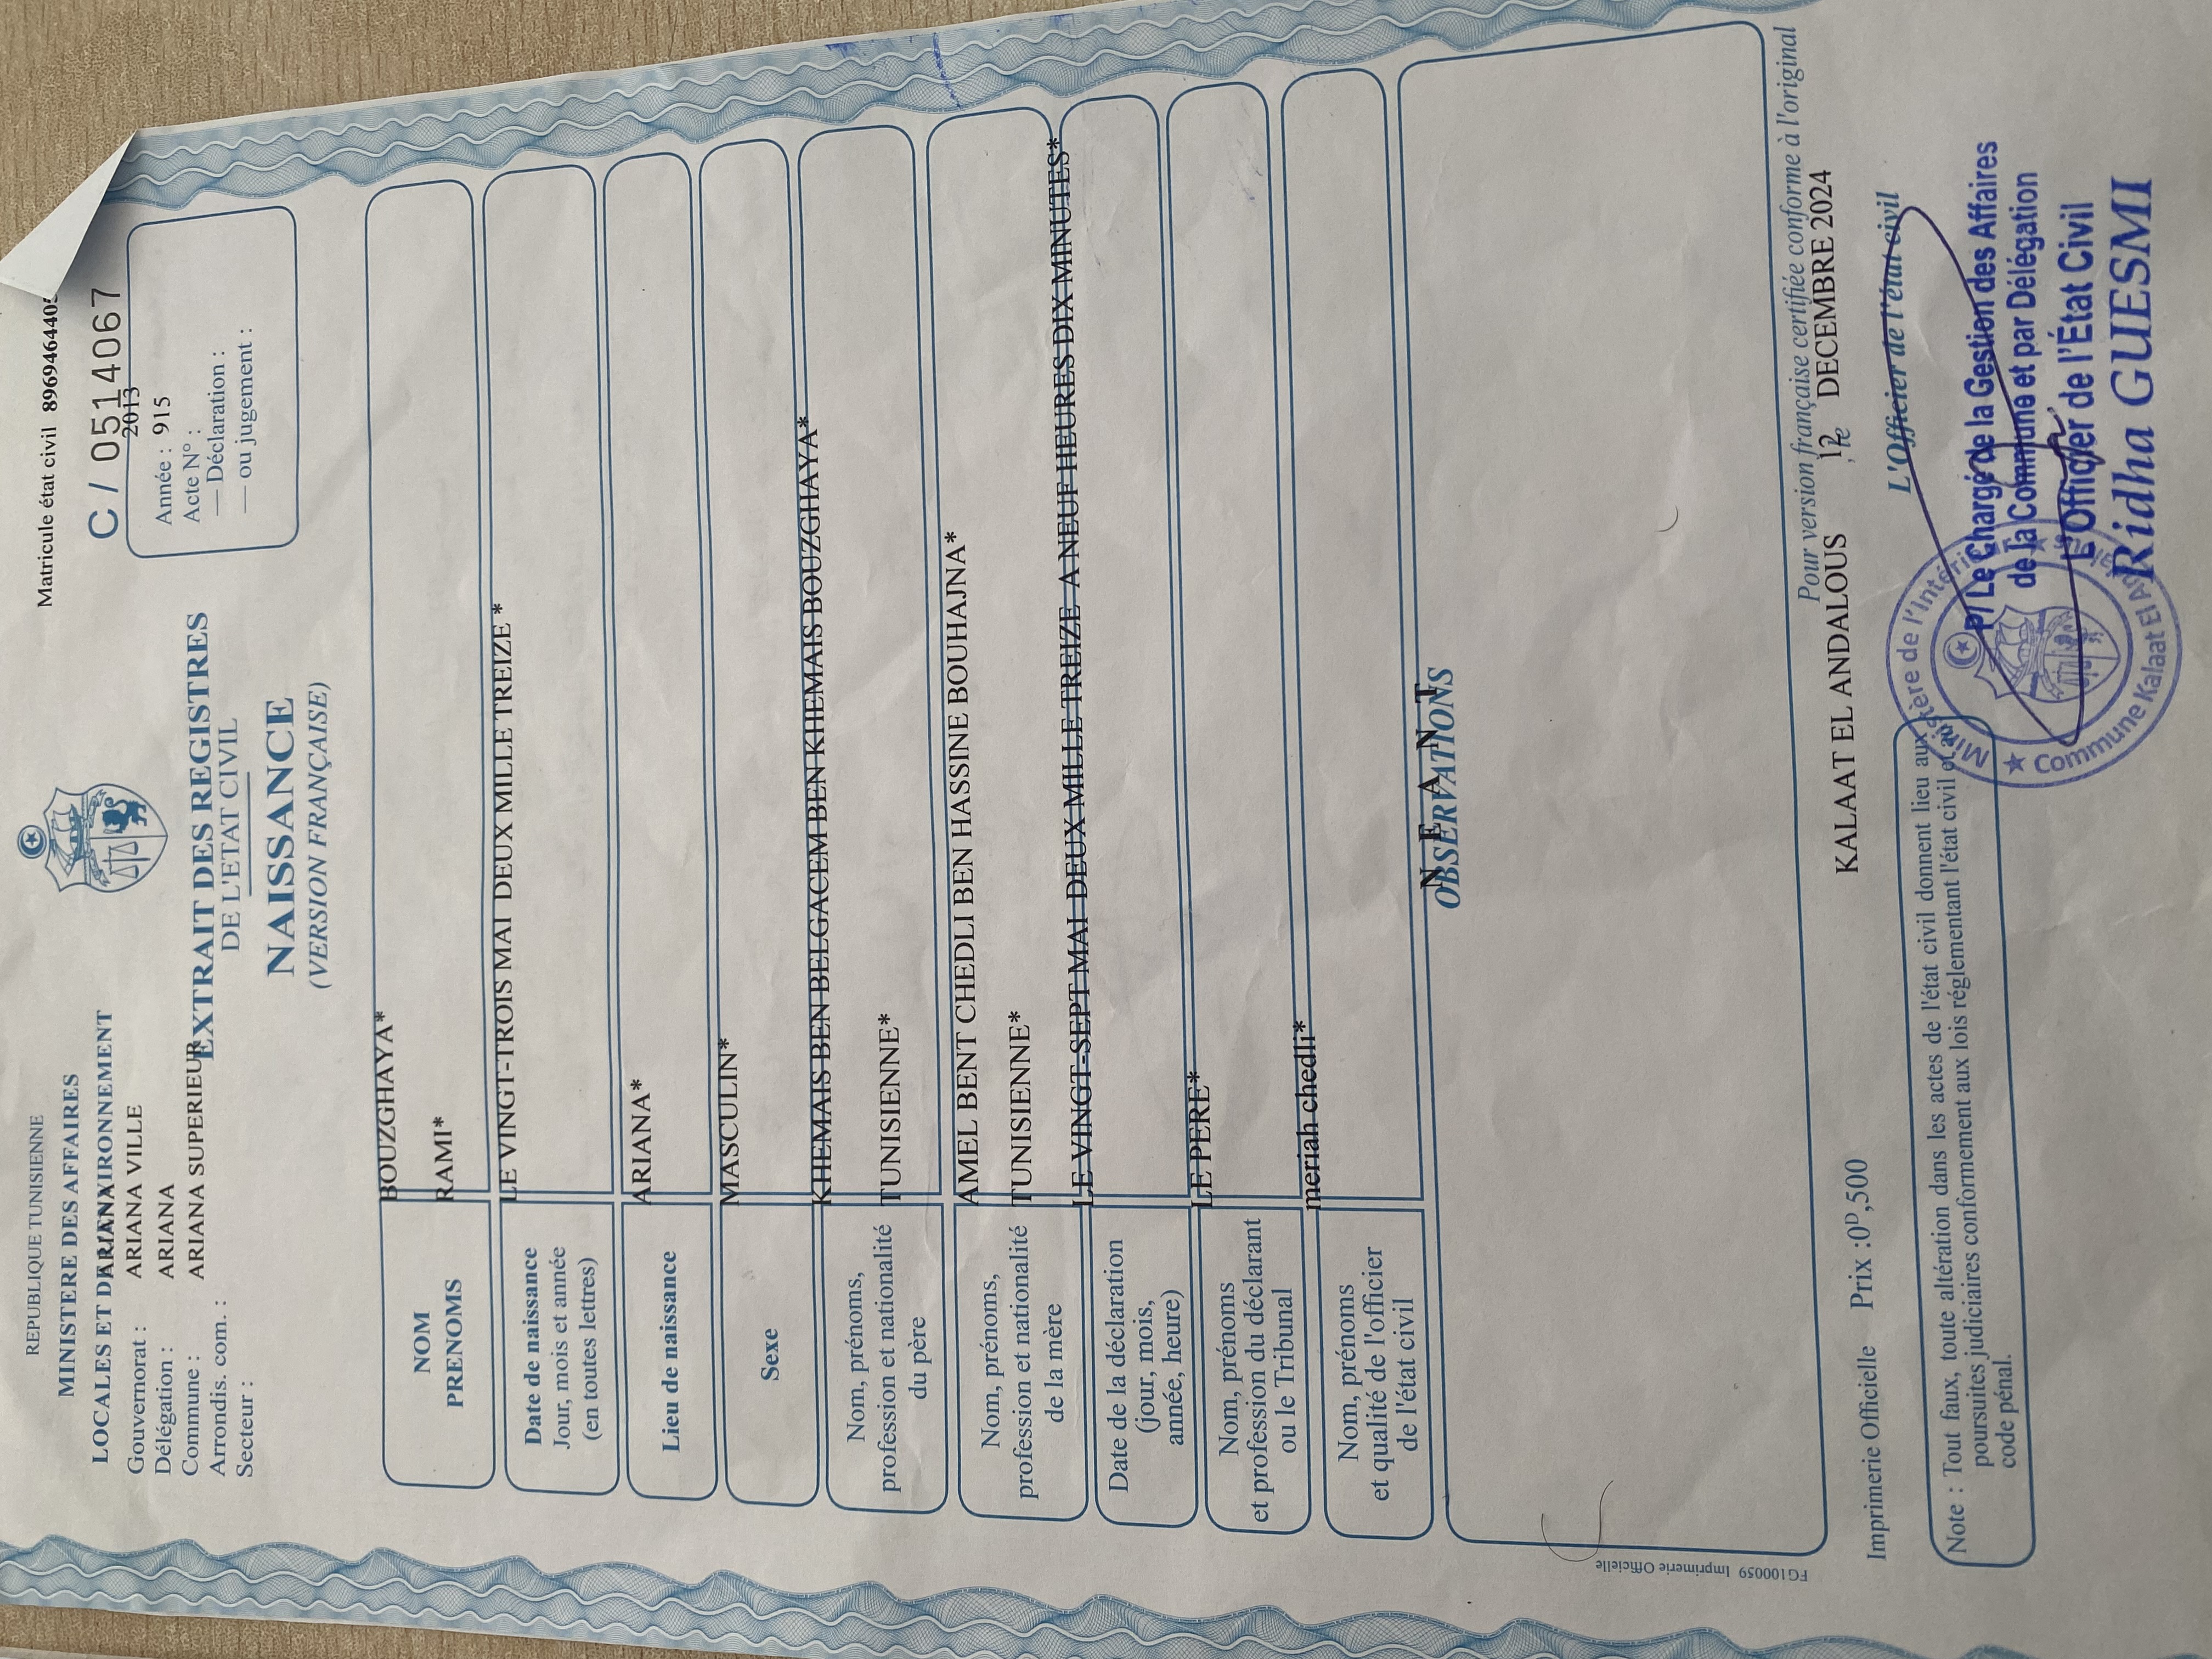 REPUBLIQUE TUNISIENNE
MINISTERE DES AFFAIRES
LOCALES ET DE L'ENVIRONNEMENT
ARIANA
Gouvernorat : ARIANA VILLE
Délégation : ARIANA
Commune : ARIANA SUPERIEUR
Arrondis. com. :
Secteur :
Matricule état civil 896946440
C / 0514067
2013
Année : 915
Acte N° :
— Déclaration :
— ou jugement :
EXTRAIT DES REGISTRES
DE L'ETAT CIVIL
NAISSANCE
(VERSION FRANÇAISE)
NOM
PRENOMS
BOUZGHAYA*
RAMI*
Date de naissance
Jour, mois et année
(en toutes lettres)
LE VINGT-TROIS MAI DEUX MILLE TREIZE *
Lieu de naissance
ARIANA*
Sexe
MASCULIN*
Nom, prénoms,
profession et nationalité
du père
KHEMAIS BEN BELGACEM BEN KHEMAIS BOUZGHAYA*
TUNISIENNE*
Nom, prénoms,
profession et nationalité
de la mère
AMEL BENT CHEDLI BEN HASSINE BOUHAJNA*
TUNISIENNE*
Date de la déclaration
(jour, mois,
année, heure)
LE VINGT-SEPT MAI DEUX MILLE TREIZE A NEUF HEURES DIX MINUTES*
Nom, prénoms
et profession du déclarant
ou le Tribunal
LE PERE*
Nom, prénoms
et qualité de l'officier
de l'état civil
meriah chedli*
N E A N T
OBSERVATIONS
Pour version française certifiée conforme à l'original
KALAAT EL ANDALOUS , le 12 DECEMBRE 2024
L'Officier de l'état civil
P/ Le Chargé de la Gestion des Affaires
de la Commune et par Délégation
L'Officier de l'État Civil
Ridha GUESMI
Ministère de l'Intérieur
Commune Kalaat El And
Imprimerie Officielle Prix :0D,500
Note : Tout faux, toute altération dans les actes de l'état civil donnent lieu aux
poursuites judiciaires conformement aux lois réglementant l'état civil et au
code pénal.
FG100059 Imprimerie Officielle